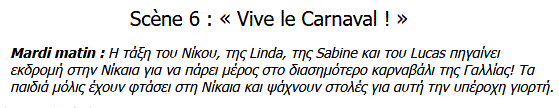 Scène 6 : « Vive le Carnaval ! »
Mardi matin : Η τάξη του Νίκου, της Linda, της Sabine και του Lucas πηγαίνει
εκδρομή στην Νίκαια για να πάρει μέρος στο διασημότερο καρναβάλι της Γαλλίας! Τα
παιδιά μόλις έχουν φτάσει στη Νίκαια και ψάχνουν στολές για αυτή την υπέροχη γιορτή.